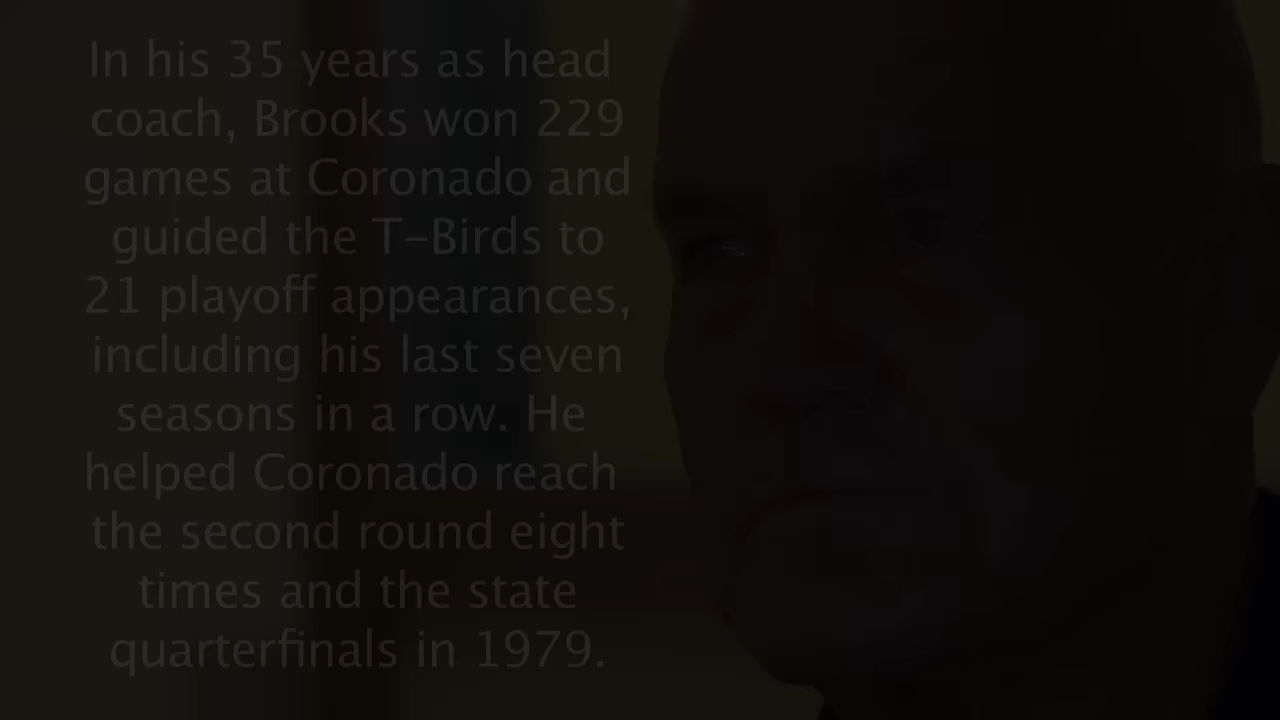 In his 35 years as head
coach, Brooks won 229
games at Coronado and
guided the T-Birds to
21 playoff appearances,
including his last seven
seasons in a row. He
helped Coronado reach
the second round eight
times and the state
quarterfinals in 1979.